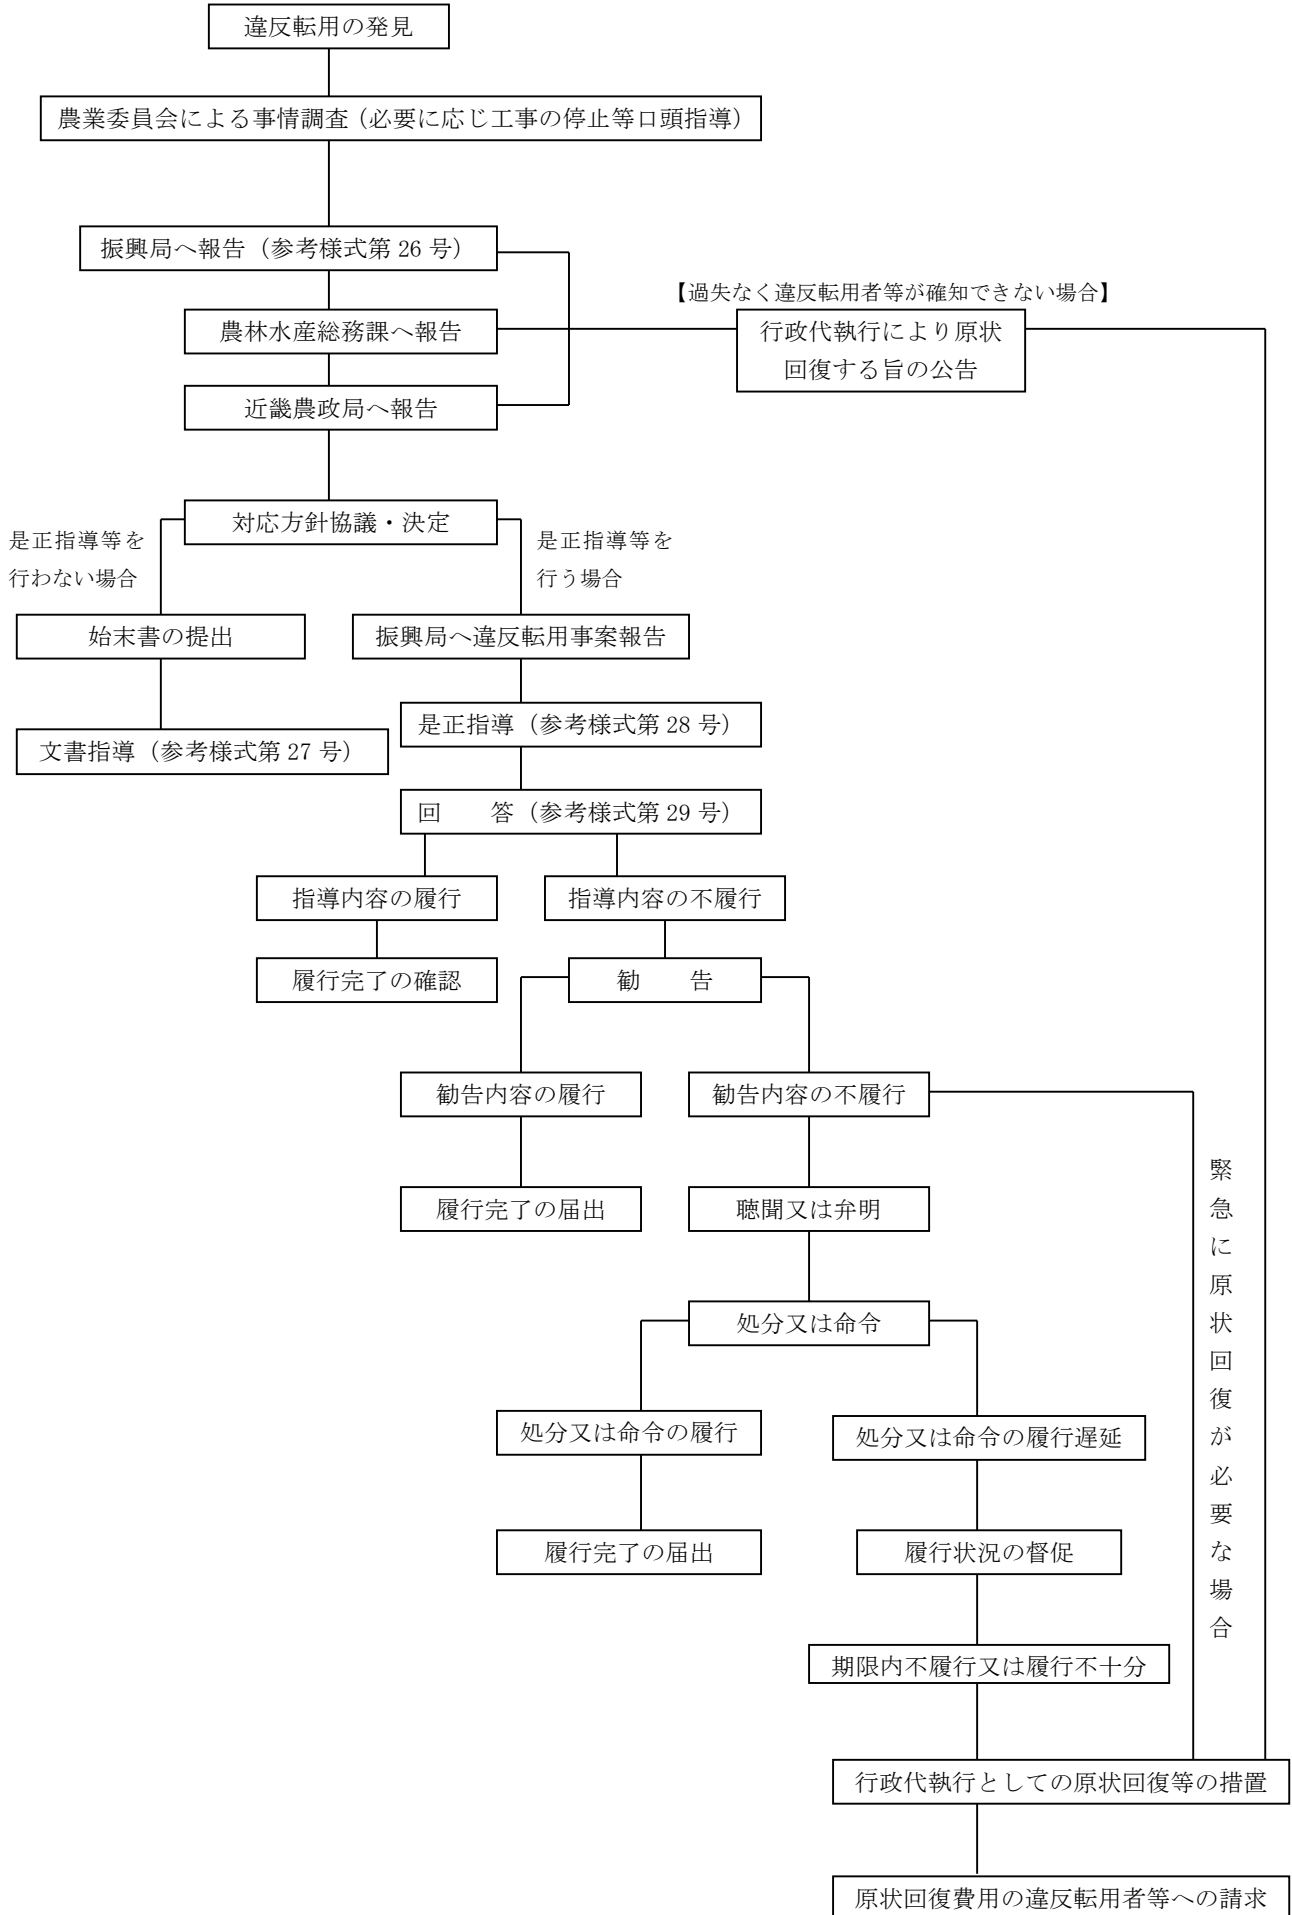 違反転用の発見
農業委員会による事情調査（必要に応じ工事の停止等口頭指導）
振興局へ報告（参考様式第 26 号）
【過失なく違反転用者等が確知できない場合】
農林水産総務課へ報告
行政代執行により原状
回復する旨の公告
近畿農政局へ報告
対応方針協議・決定
是正指導等を
行わない場合
是正指導等を
行う場合
始末書の提出
振興局へ違反転用事案報告
是正指導（参考様式第 28 号）
文書指導（参考様式第 27 号）
回　　答（参考様式第 29 号）
指導内容の履行
指導内容の不履行
履行完了の確認
勧　　告
勧告内容の履行
勧告内容の不履行
緊急に原状回復が必要な場合
履行完了の届出
聴聞又は弁明
処分又は命令
処分又は命令の履行
処分又は命令の履行遅延
履行完了の届出
履行状況の督促
期限内不履行又は履行不十分
行政代執行としての原状回復等の措置
原状回復費用の違反転用者等への請求